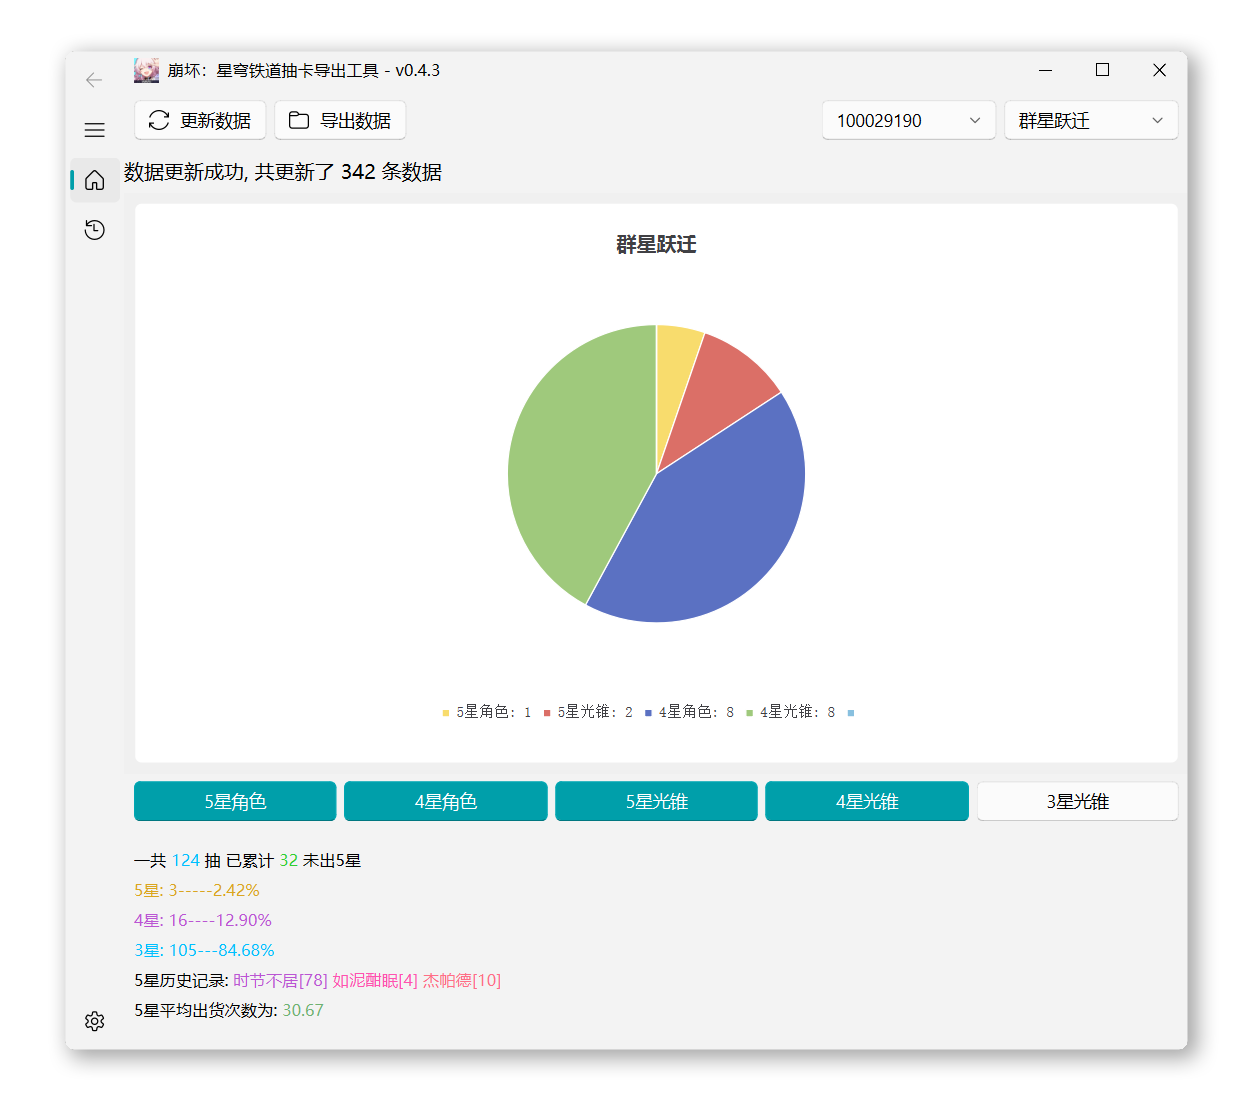 崩坏：星穹铁道抽卡导出工具 - v0.4.3
更新数据 导出数据 100029190 群星跃迁
数据更新成功, 共更新了 342 条数据
群星跃迁
5星角色: 1 5星光锥: 2 4星角色: 8 4星光锥: 8
5星角色 4星角色 5星光锥 4星光锥 3星光锥
一共 124 抽 已累计 32 未出5星
5星: 3-----2.42%
4星: 16----12.90%
3星: 105---84.68%
5星历史记录: 时节不居[78] 如泥酣眠[4] 杰帕德[10]
5星平均出货次数为: 30.67